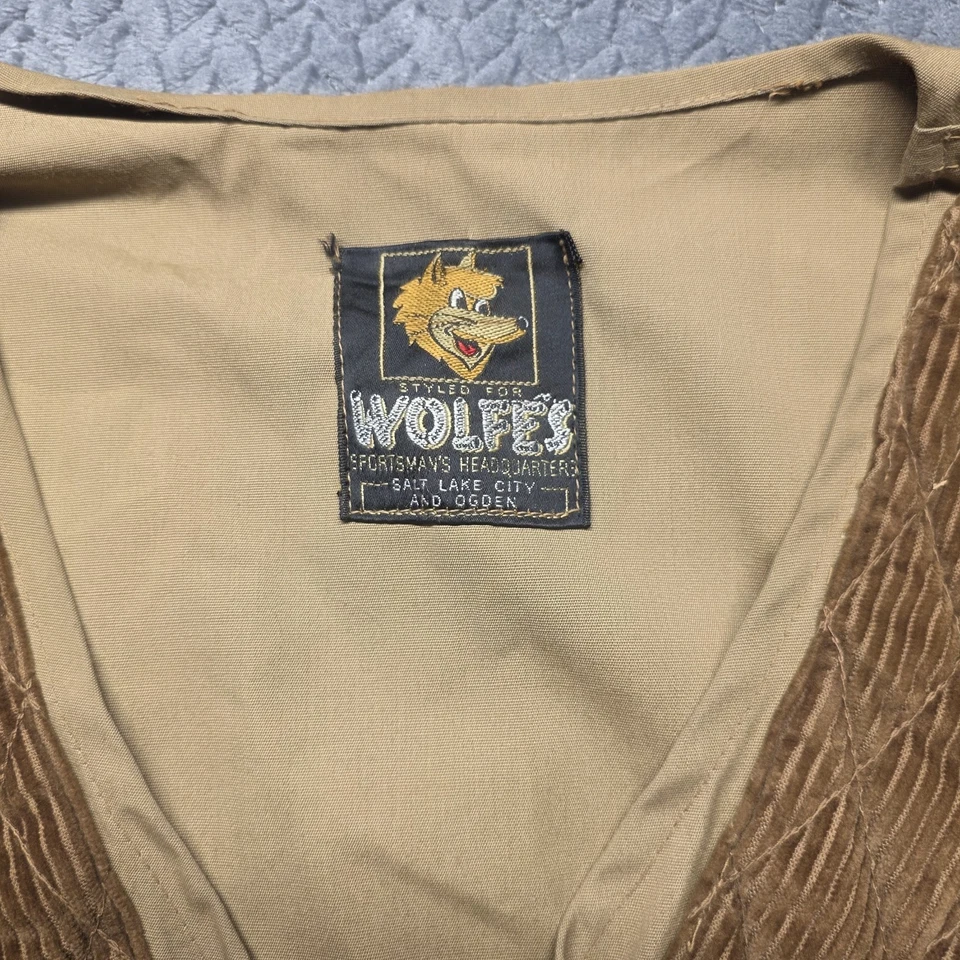 STYLED FOR
WOLFE'S
SPORTSMAN'S HEADQUARTERS
SALT LAKE CITY
AND OGDEN